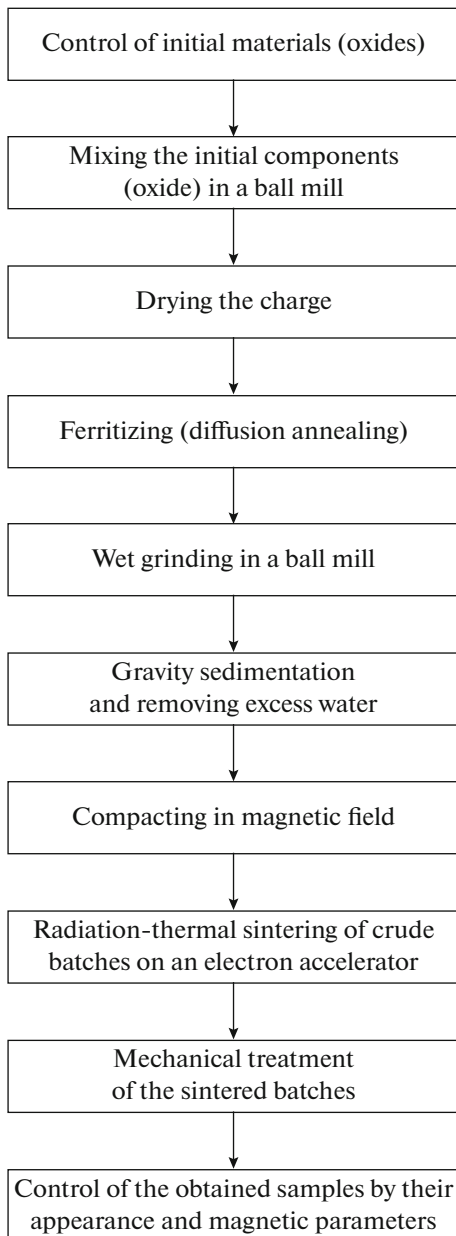 Control of initial materials (oxides)
Mixing the initial components
(oxide) in a ball mill
Drying the charge
Ferritizing (diffusion annealing)
Wet grinding in a ball mill
Gravity sedimentation
and removing excess water
Compacting in magnetic field
Radiation-thermal sintering of crude
batches on an electron accelerator
Mechanical treatment
of the sintered batches
Control of the obtained samples by their
appearance and magnetic parameters